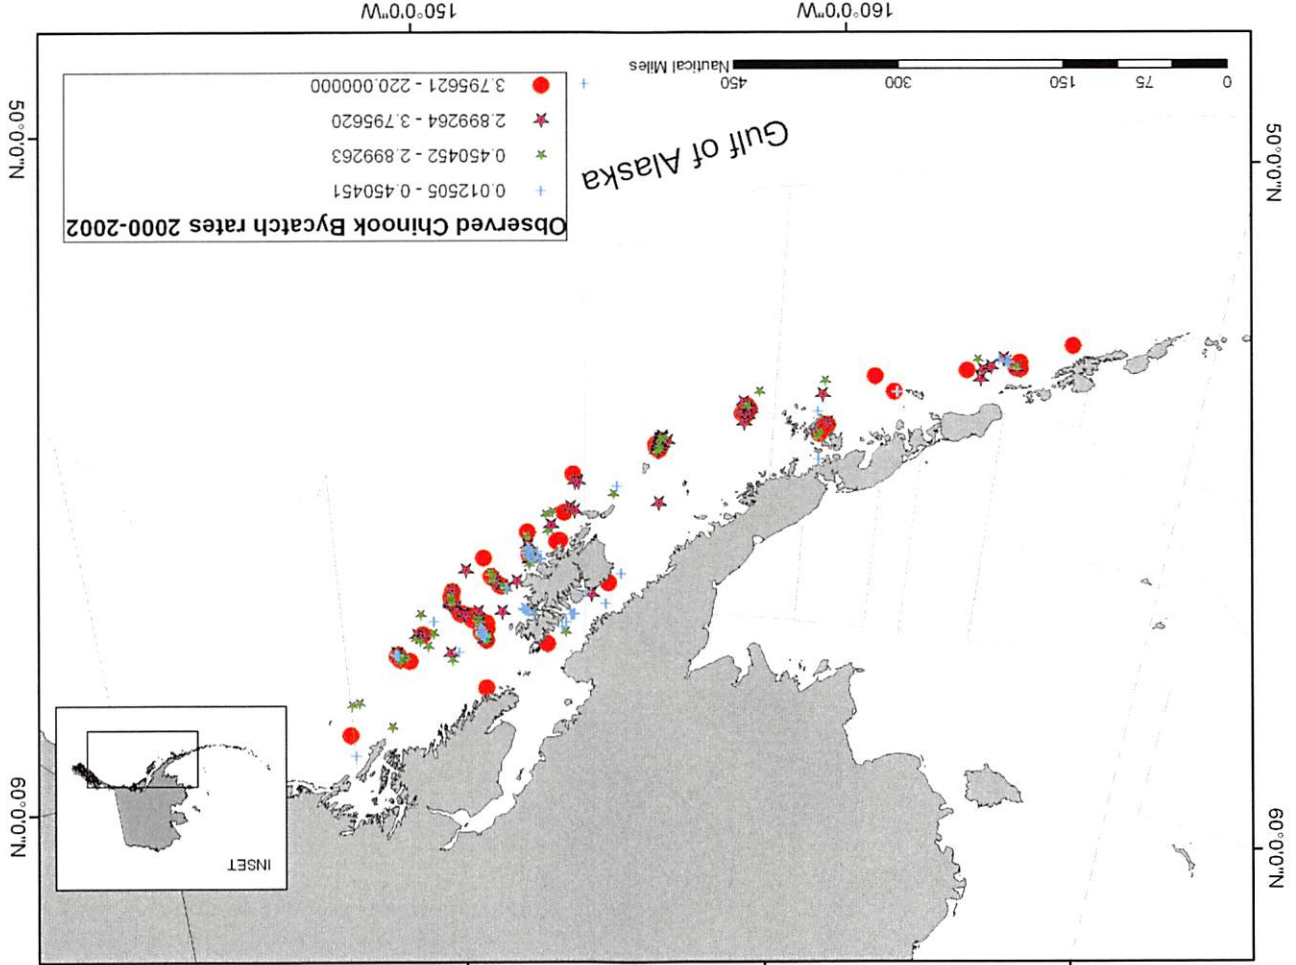 INSET
60°0'0"N
60°0'0"N
Gulf of Alaska
Observed Chinook Bycatch rates 2000-2002
0.012505 - 0.450451
0.450452 - 2.899263
2.899264 - 3.795620
3.795621 - 220.000000
50°0'0"N
50°0'0"N
0 75 150 300 450
Nautical Miles
160°0'0"W
150°0'0"W